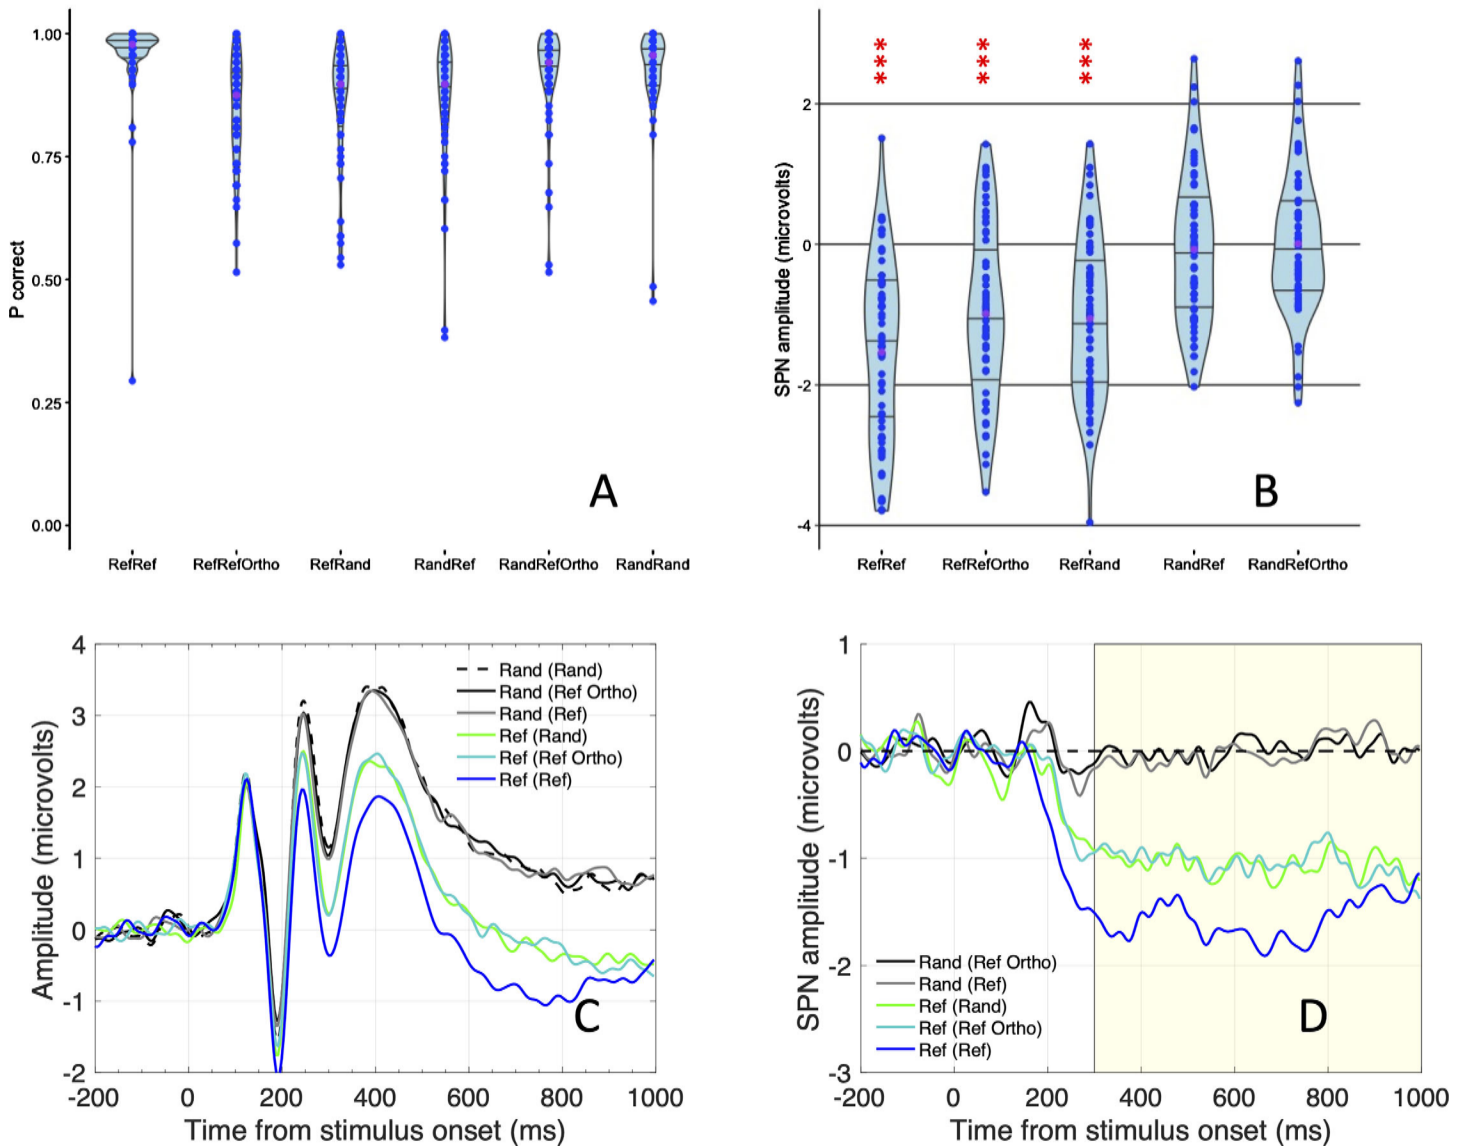 1.00
0.75
0.50
0.25
0.00
P correct
RefRef
RefRefOrtho
RefRand
RandRef
RandRefOrtho
RandRand
A
***
***
***
2
0
-2
-4
SPN amplitude (microvolts)
RefRef
RefRefOrtho
RefRand
RandRef
RandRefOrtho
B
4
3
2
1
0
-1
-2
Amplitude (microvolts)
Rand (Rand)
Rand (Ref Ortho)
Rand (Ref)
Ref (Rand)
Ref (Ref Ortho)
Ref (Ref)
C
-200
0
200
400
600
800
1000
Time from stimulus onset (ms)
1
0
-1
-2
-3
SPN amplitude (microvolts)
Rand (Ref Ortho)
Rand (Ref)
Ref (Rand)
Ref (Ref Ortho)
Ref (Ref)
D
-200
0
200
400
600
800
1000
Time from stimulus onset (ms)